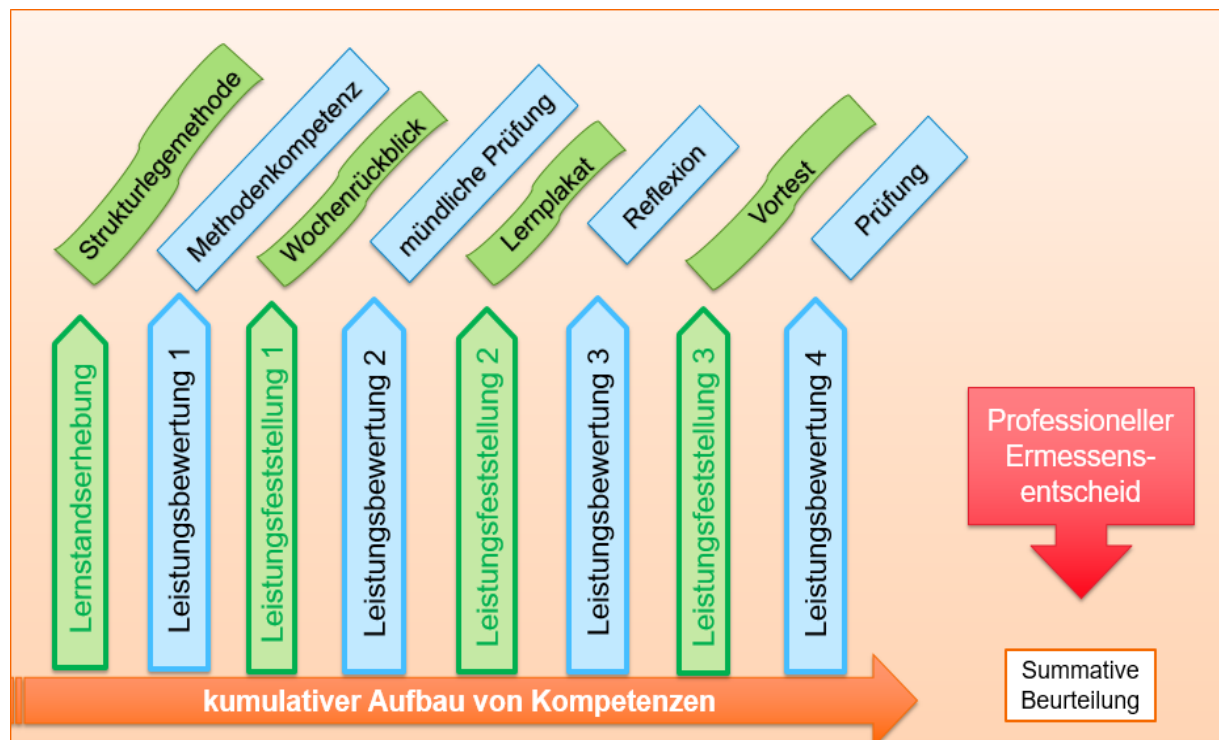 Strukturlegemethode
Methodenkompetenz
Wochenrückblick
mündliche Prüfung
Lernplakat
Reflexion
Vortest
Prüfung
Lernstandserhebung
Leistungsbewertung 1
Leistungsfeststellung 1
Leistungsbewertung 2
Leistungsfeststellung 2
Leistungsbewertung 3
Leistungsfeststellung 3
Leistungsbewertung 4
Professioneller
Ermessens-
entscheid
kumulativer Aufbau von Kompetenzen
Summative
Beurteilung